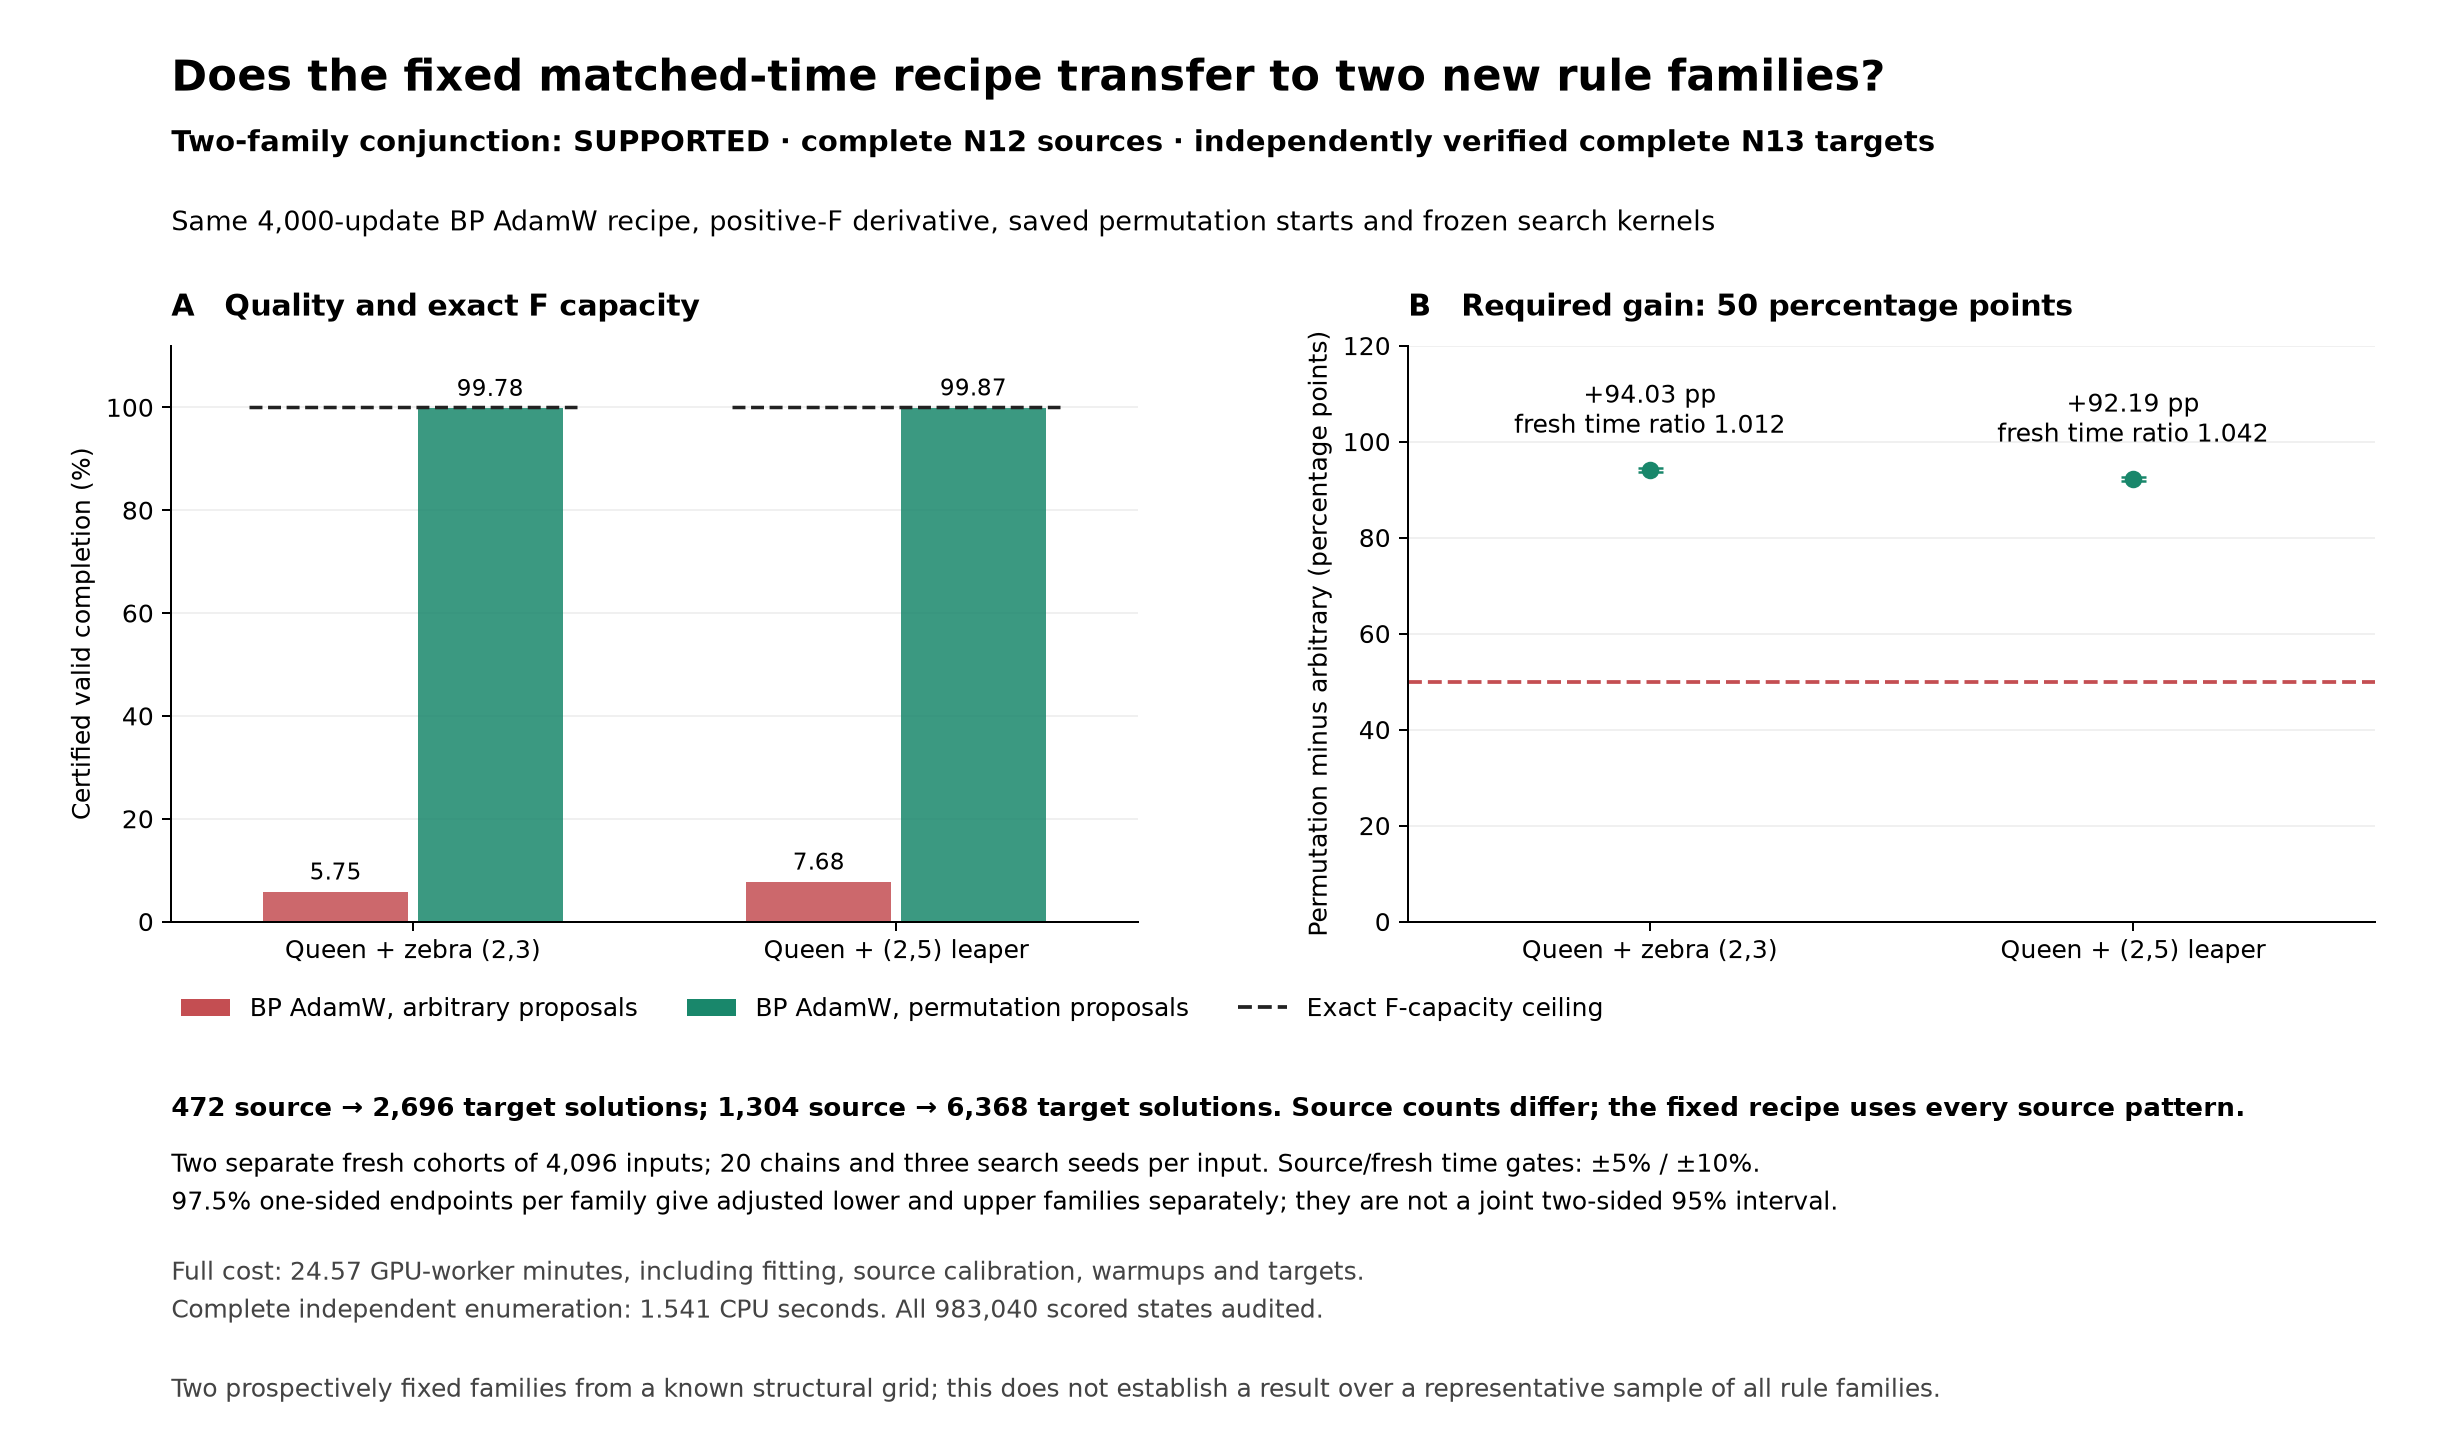 Does the fixed matched-time recipe transfer to two new rule families?
Two-family conjunction: SUPPORTED · complete N12 sources · independently verified complete N13 targets
Same 4,000-update BP AdamW recipe, positive-F derivative, saved permutation starts and frozen search kernels
A Quality and exact F capacity
Certified valid completion (%)
100
80
60
40
20
0
99.78
99.87
5.75
7.68
Queen + zebra (2,3)
Queen + (2,5) leaper
B Required gain: 50 percentage points
Permutation minus arbitrary (percentage points)
120
100
80
60
40
20
0
+94.03 pp
fresh time ratio 1.012
+92.19 pp
fresh time ratio 1.042
Queen + zebra (2,3)
Queen + (2,5) leaper
BP AdamW, arbitrary proposals
BP AdamW, permutation proposals
Exact F-capacity ceiling
472 source → 2,696 target solutions; 1,304 source → 6,368 target solutions. Source counts differ; the fixed recipe uses every source pattern.
Two separate fresh cohorts of 4,096 inputs; 20 chains and three search seeds per input. Source/fresh time gates: ±5% / ±10%.
97.5% one-sided endpoints per family give adjusted lower and upper families separately; they are not a joint two-sided 95% interval.
Full cost: 24.57 GPU-worker minutes, including fitting, source calibration, warmups and targets.
Complete independent enumeration: 1.541 CPU seconds. All 983,040 scored states audited.
Two prospectively fixed families from a known structural grid; this does not establish a result over a representative sample of all rule families.